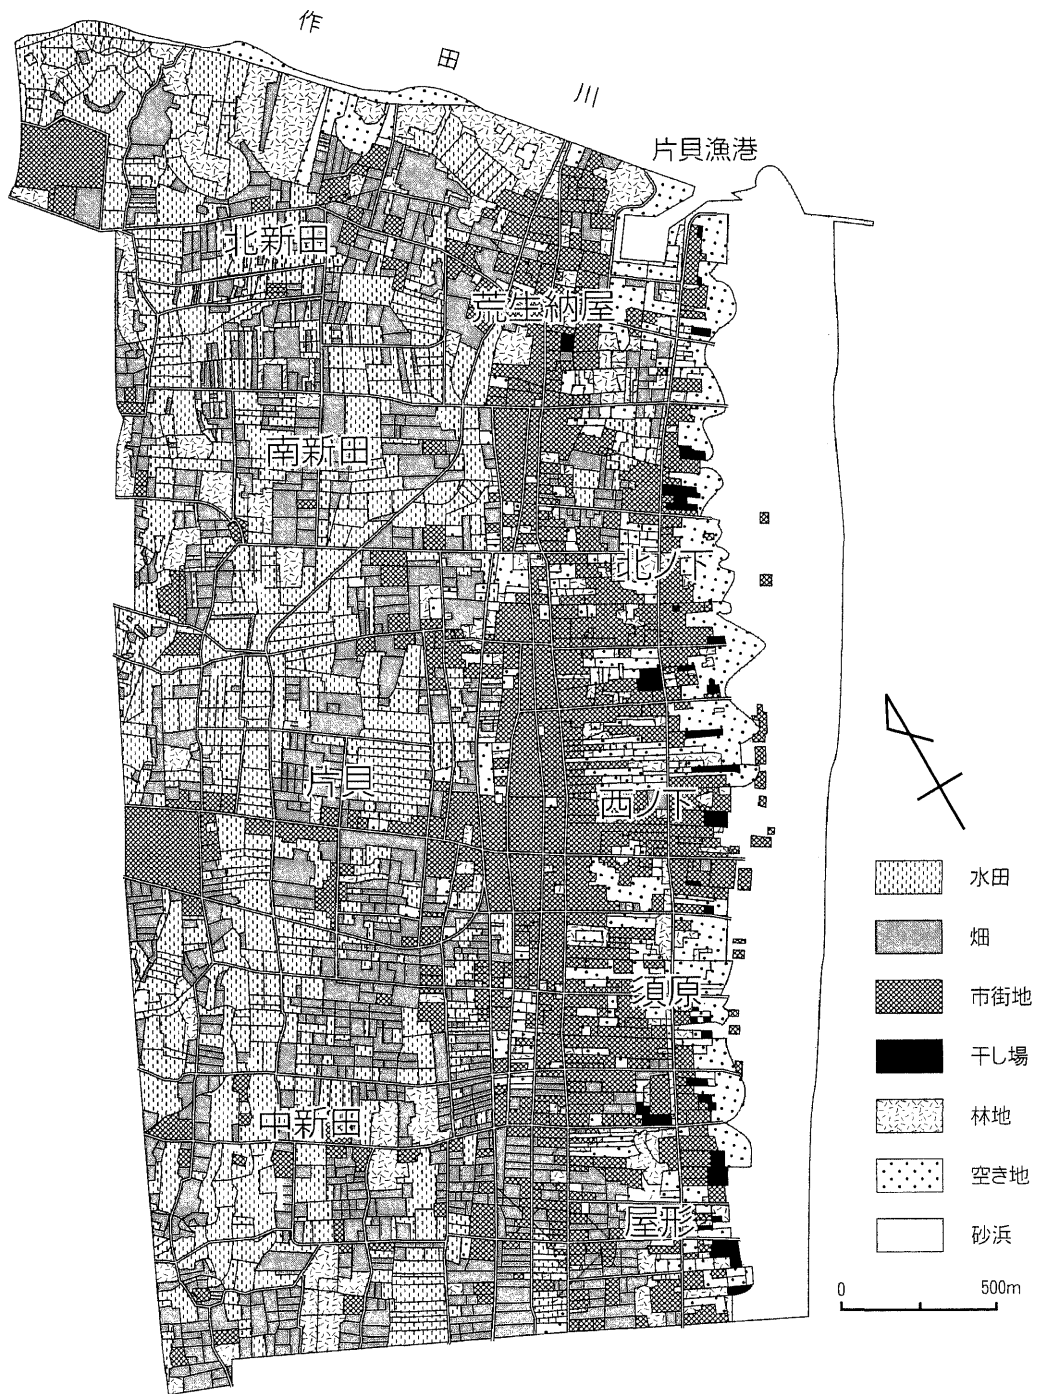 作田川
片貝漁港
北新田
荒生納屋
南新田
北ノ下
片貝
西ノ下
須原
中新田
屋形
水田
畑
市街地
干し場
林地
空き地
砂浜
0 500m